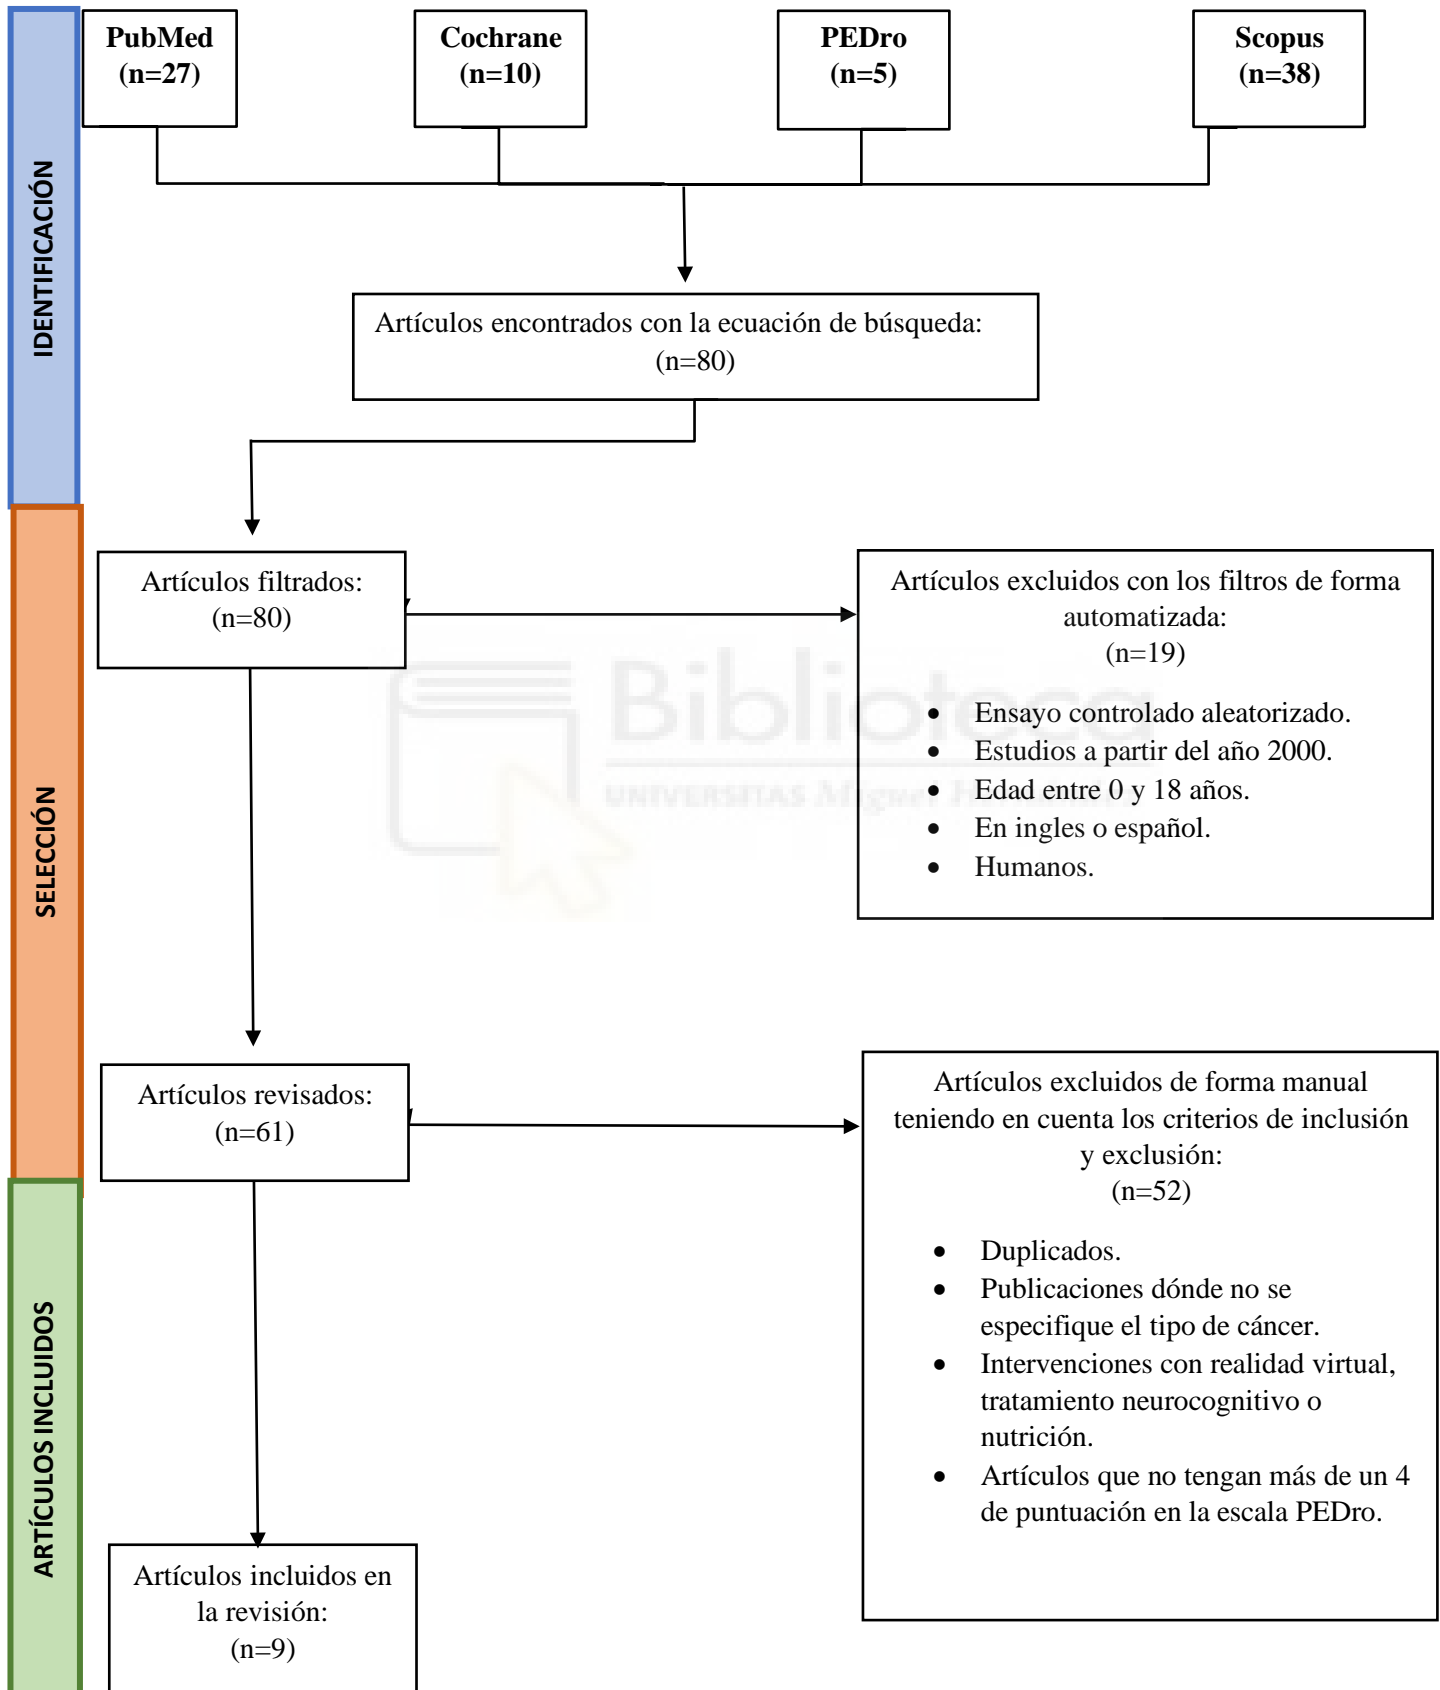 PubMed
(n=27)
Cochrane
(n=10)
PEDro
(n=5)
Scopus
(n=38)
IDENTIFICACIÓN
Artículos encontrados con la ecuación de búsqueda:
(n=80)
SELECCIÓN
Artículos filtrados:
(n=80)
Artículos excluidos con los filtros de forma
automatizada:
(n=19)
• Ensayo controlado aleatorizado.
• Estudios a partir del año 2000.
• Edad entre 0 y 18 años.
• En ingles o español.
• Humanos.
Biblioteca
UNIVERSITAS Miguel Hernández
Artículos revisados:
(n=61)
Artículos excluidos de forma manual
teniendo en cuenta los criterios de inclusión
y exclusión:
(n=52)
• Duplicados.
• Publicaciones dónde no se
especifique el tipo de cáncer.
• Intervenciones con realidad virtual,
tratamiento neurocognitivo o
nutrición.
• Artículos que no tengan más de un 4
de puntuación en la escala PEDro.
ARTÍCULOS INCLUIDOS
Artículos incluidos en
la revisión:
(n=9)